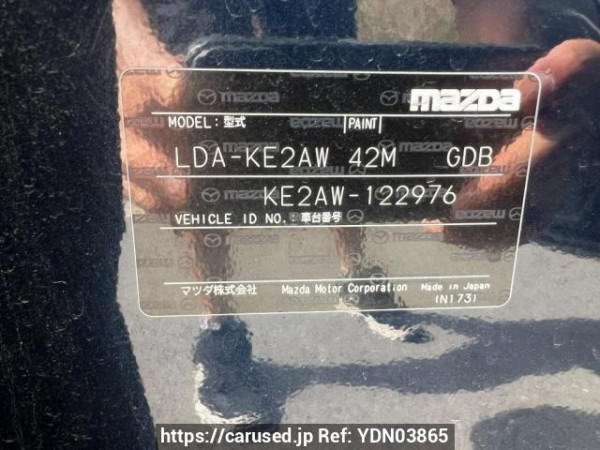 mazda
MODEL:型式 PAINT
LDA-KE2AW 42M GDB
KE2AW-122976
VEHICLE ID NO.:車台番号
マツダ株式会社 Mazda Motor Corporation Made in Japan
(N173)
https://carused.jp Ref: YDN03865